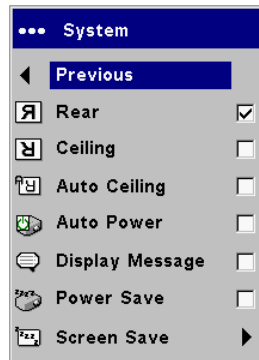 ••• System
Previous
Rear
Ceiling
Auto Ceiling
Auto Power
Display Message
Power Save
Screen Save